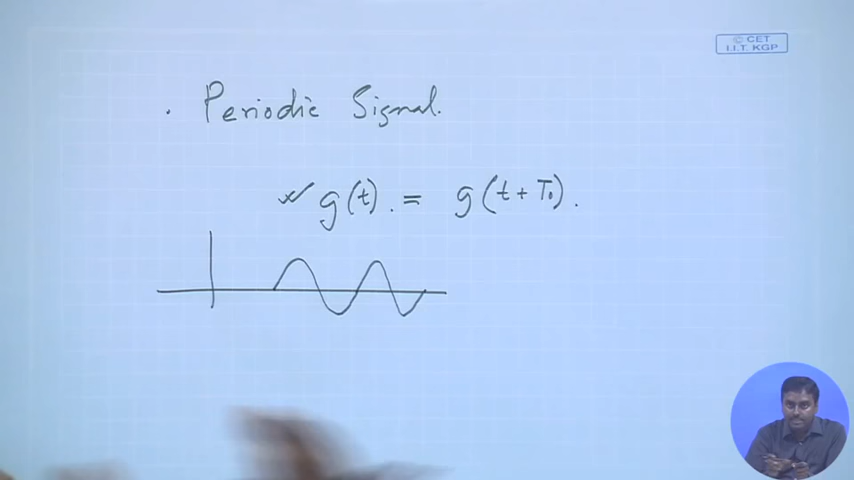 © CET
I.I.T. KGP
. Periodic Signal.
g(t). = g(t + T₀).